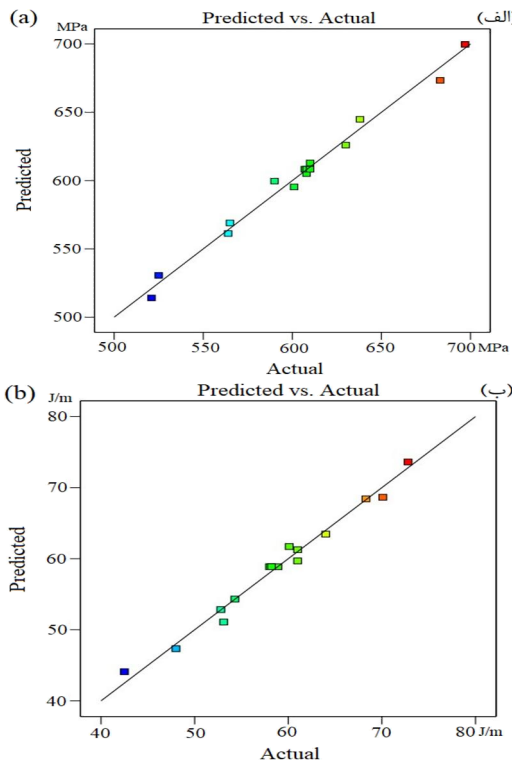 (a) Predicted vs. Actual (الف)
MPa
700
650
600
550
500
Predicted
500 550 600 650 700 MPa
Actual
(b) Predicted vs. Actual (ب)
J/m
80
70
60
50
40
Predicted
40 50 60 70 80 J/m
Actual